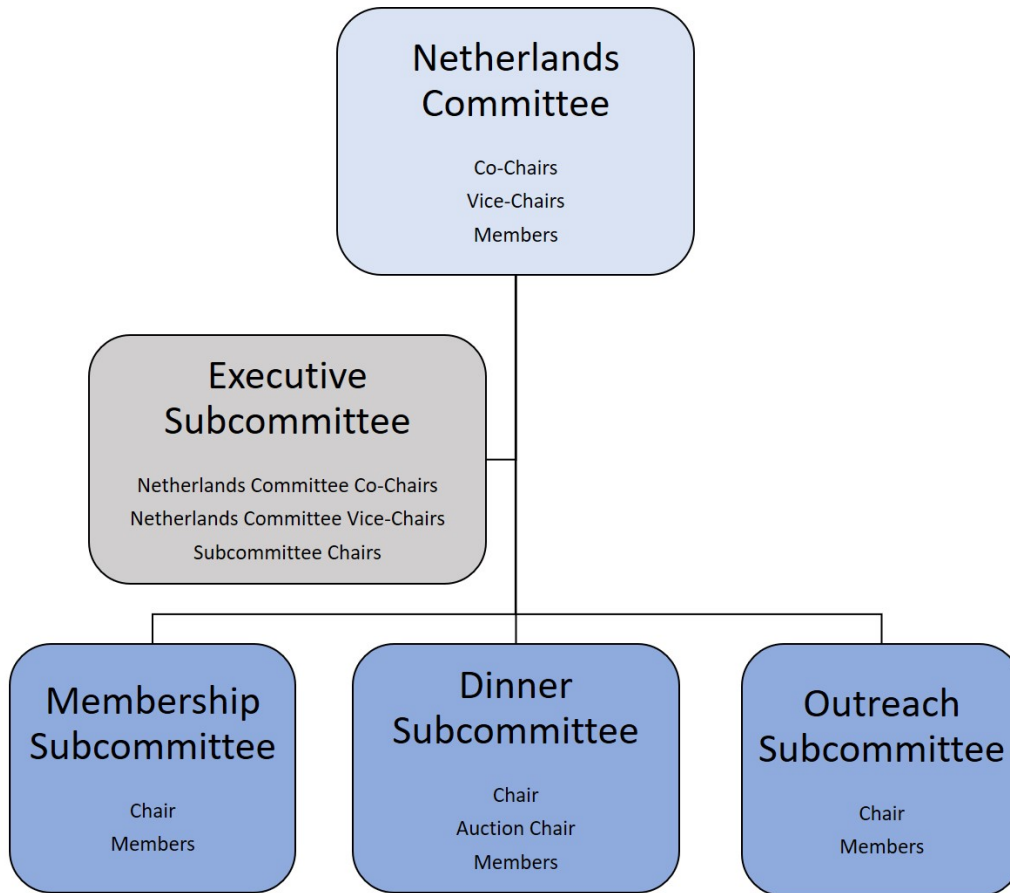 Netherlands
Committee
Co-Chairs
Vice-Chairs
Members
Executive
Subcommittee
Netherlands Committee Co-Chairs
Netherlands Committee Vice-Chairs
Subcommittee Chairs
Membership
Subcommittee
Chair
Members
Dinner
Subcommittee
Chair
Auction Chair
Members
Outreach
Subcommittee
Chair
Members